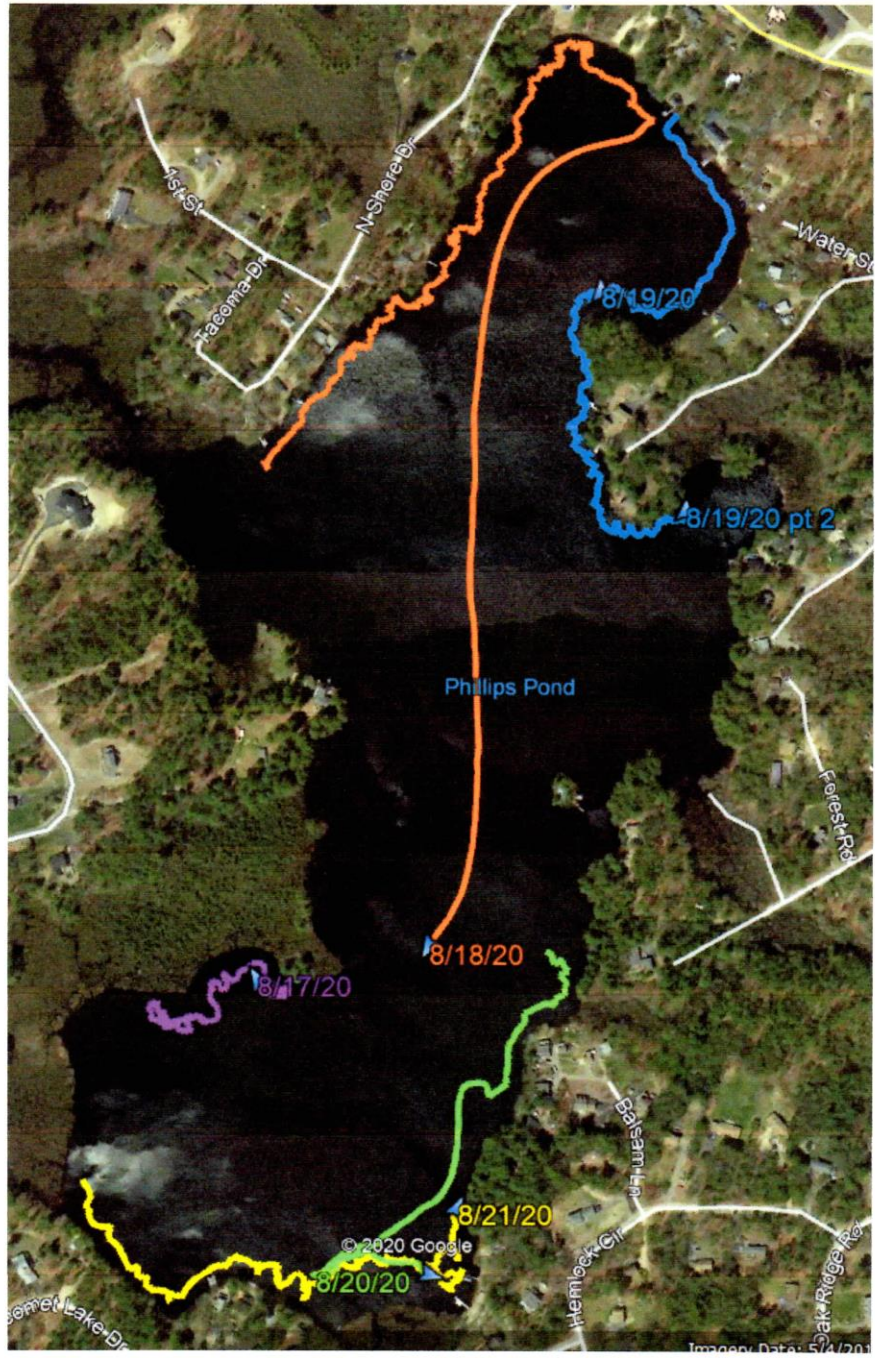 1st St
N Shore Dr
Tacoma Dr
Water St
8/19/20
8/19/20 pt 2
Phillips Pond
Forest Rd
8/18/20
8/17/20
Balsam Ln
8/21/20
© 2020 Google
8/20/20
Hemlock Cir
Oak Ridge Rd
Lake Dr
Imagery Date: 5/4/201